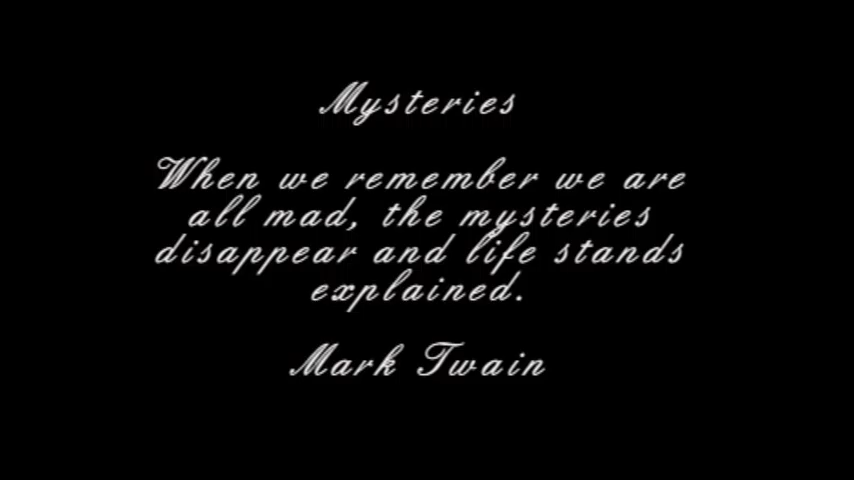 Mysteries
When we remember we are
all mad, the mysteries
disappear and life stands
explained.
Mark Twain